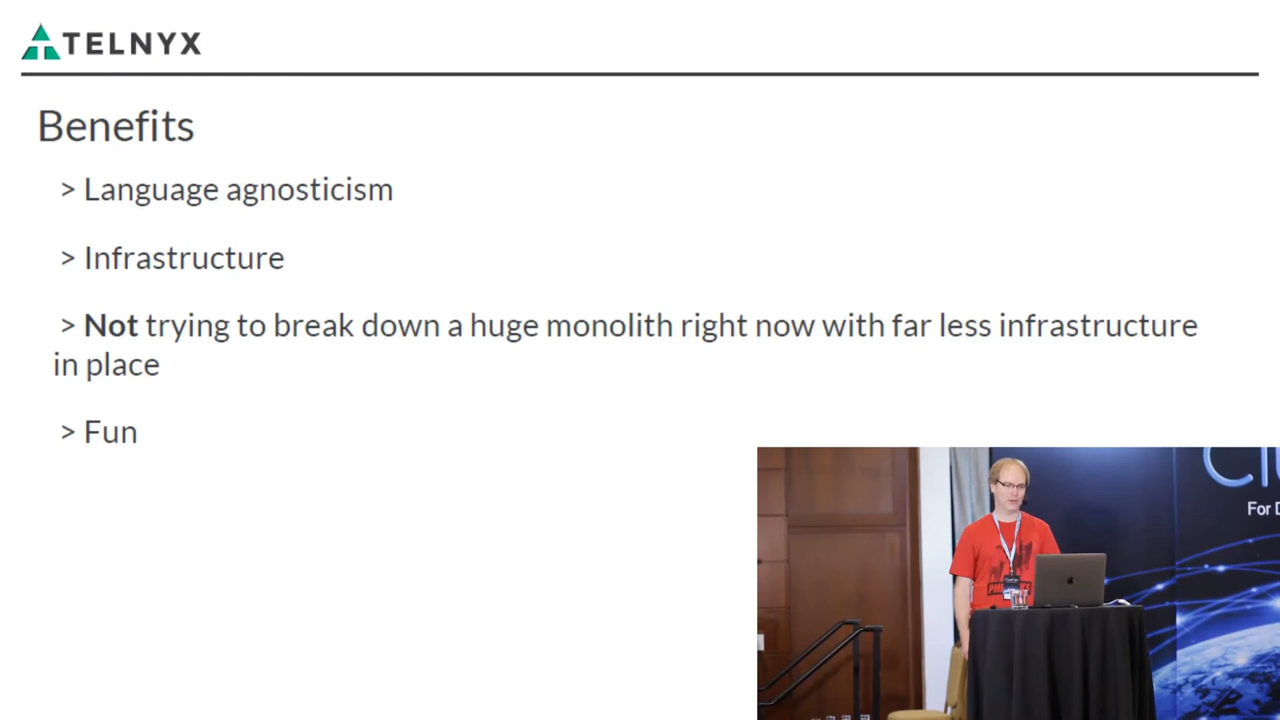 TELNYX
Benefits
> Language agnosticism
> Infrastructure
> Not trying to break down a huge monolith right now with far less infrastructure
in place
> Fun
For